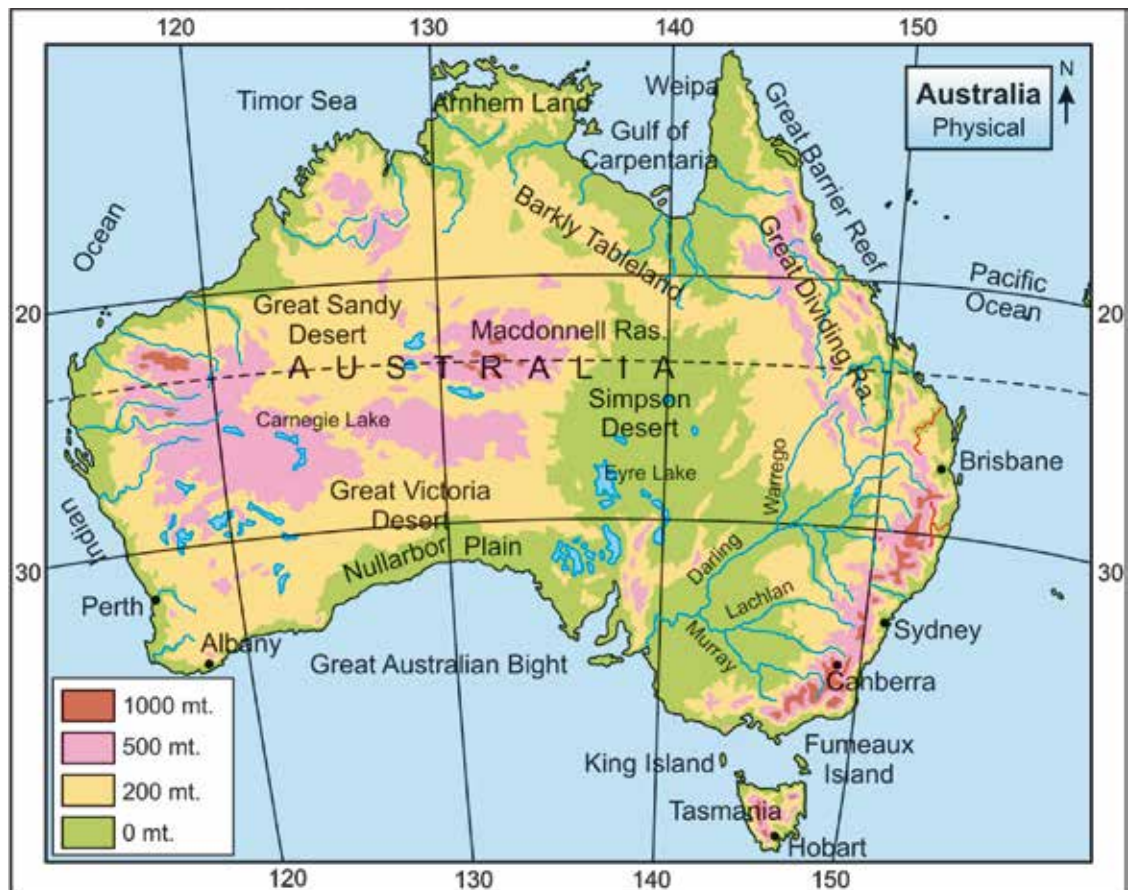 120
130
140
150
Timor Sea
Arnhem Land
Weipa
Gulf of
Carpentaria
Great Barrier Reef
Australia
Physical
N
Ocean
Barkly Tabfeland
Great Dividing Ra.
Pacific
Ocean
20
20
Great Sandy
Desert
Macdonnell Ras.
AUSTRALIA
Simpson
Desert
Carnegie Lake
Eyre Lake
Warrego
Brisbane
Great Victoria
Desert
Indian
Nullarbor Plain
Darling
30
30
Perth
Lachlan
Sydney
Albany
Murray
Great Australian Bight
Canberra
1000 mt.
500 mt.
200 mt.
0 mt.
King Island
Fumeaux
Island
Tasmania
Hobart
120
130
140
150